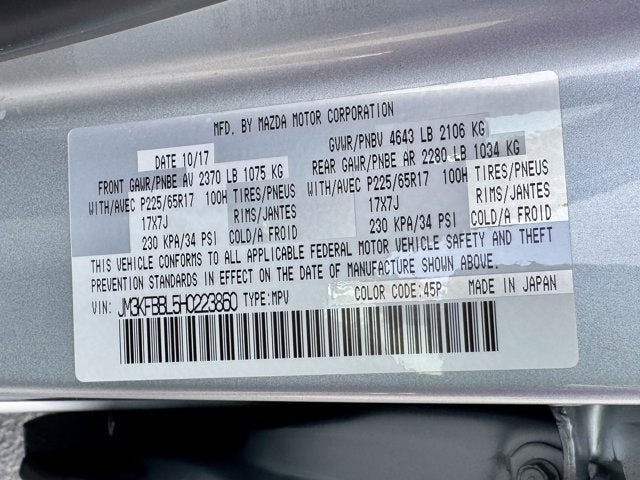 MFD. BY MAZDA MOTOR CORPORATION
DATE 10/17
GVWR/PNBV 4643 LB 2106 KG
FRONT GAWR/PNBE AV 2370 LB 1075 KG
REAR GAWR/PNBE AR 2280 LB 1034 KG
WITH/AVEC P225/65R17 100H TIRES/PNEUS
WITH/AVEC P225/65R17 100H TIRES/PNEUS
17X7J RIMS/JANTES
17X7J RIMS/JANTES
230 KPA/34 PSI COLD/A FROID
230 KPA/34 PSI COLD/A FROID
THIS VEHICLE CONFORMS TO ALL APPLICABLE FEDERAL MOTOR VEHICLE SAFETY AND THEFT
PREVENTION STANDARDS IN EFFECT ON THE DATE OF MANUFACTURE SHOWN ABOVE.
VIN: JM3KFBBL5H0223860 TYPE:MPV COLOR CODE:45P MADE IN JAPAN